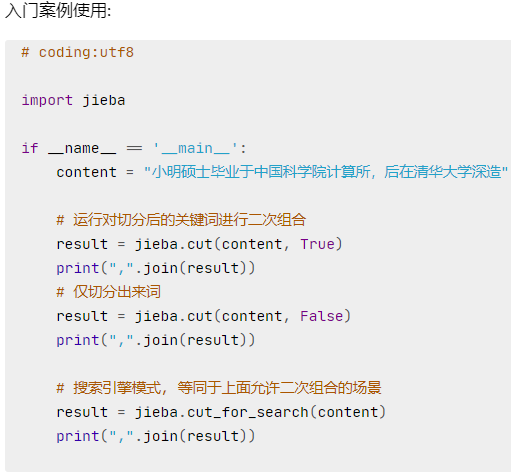 入门案例使用:
# coding:utf8
import jieba
if __name__ == '__main__':
    content = "小明硕士毕业于中国科学院计算所，后在清华大学深造"
    # 运行对切分后的关键词进行二次组合
    result = jieba.cut(content, True)
    print(",".join(result))
    # 仅切分出来词
    result = jieba.cut(content, False)
    print(",".join(result))
    # 搜索引擎模式, 等同于上面允许二次组合的场景
    result = jieba.cut_for_search(content)
    print(",".join(result))